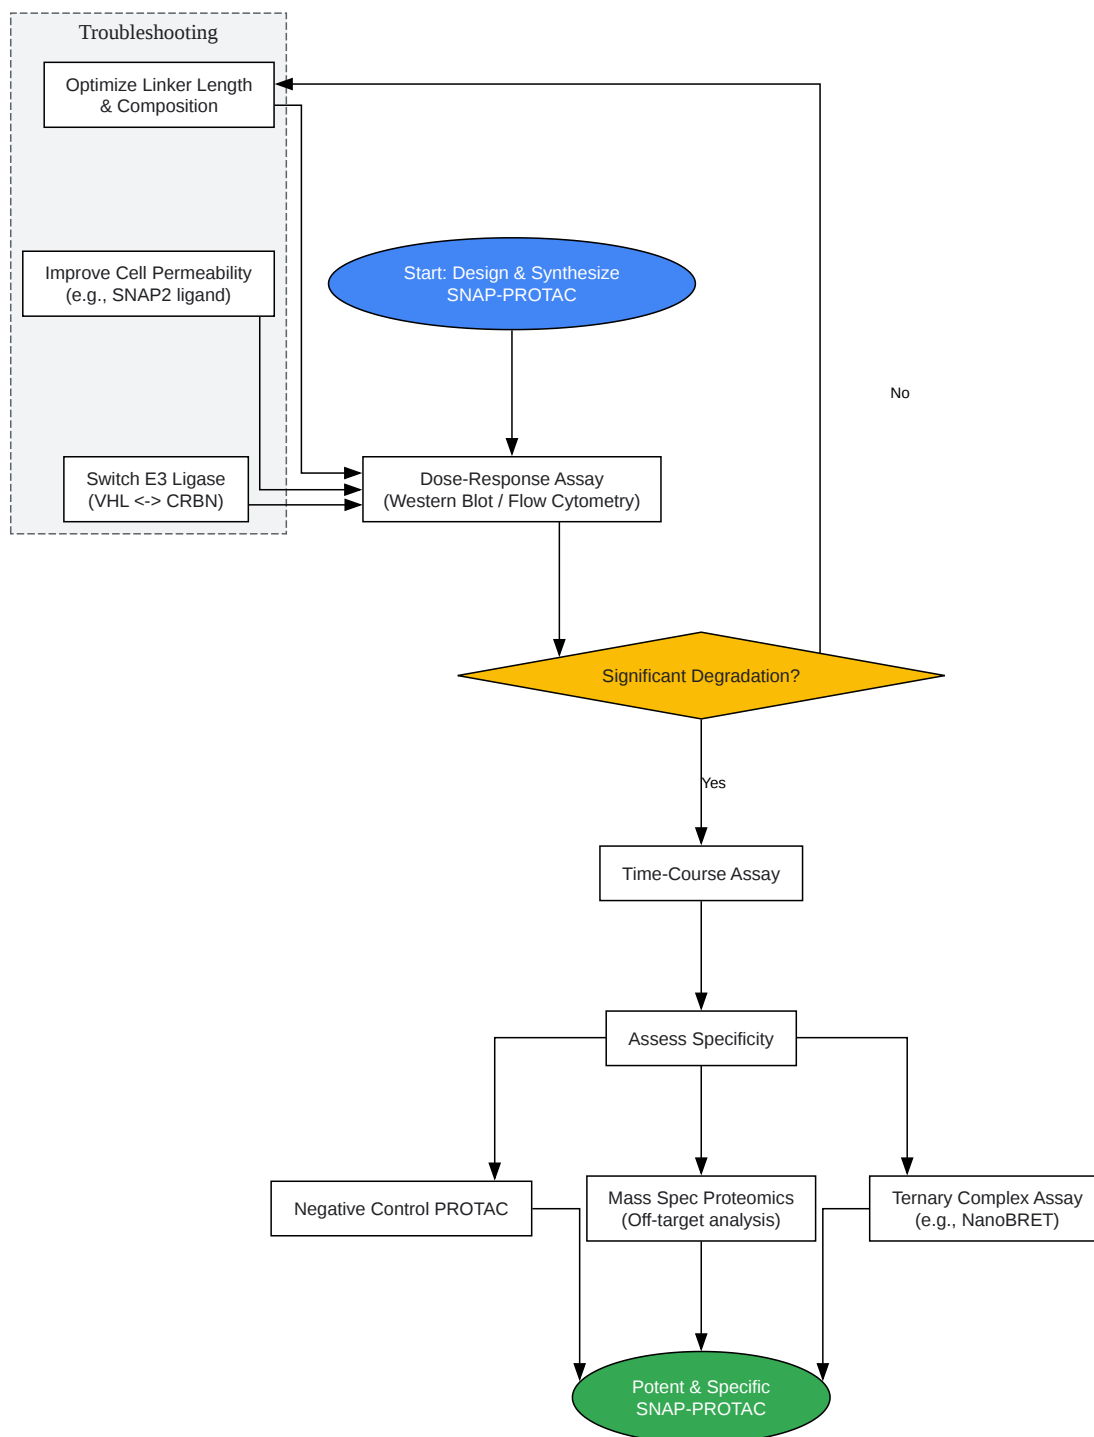 Troubleshooting
Optimize Linker Length
& Composition
Improve Cell Permeability
(e.g., SNAP2 ligand)
Start: Design & Synthesize
SNAP-PROTAC
No
Switch E3 Ligase
(VHL <-> CRBN)
Dose-Response Assay
(Western Blot / Flow Cytometry)
Significant Degradation?
Yes
Time-Course Assay
Assess Specificity
Negative Control PROTAC
Mass Spec Proteomics
(Off-target analysis)
Ternary Complex Assay
(e.g., NanoBRET)
Potent & Specific
SNAP-PROTAC